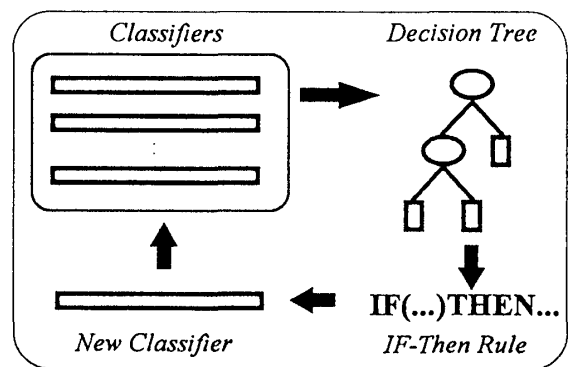 Classifiers
Decision Tree
IF(...)THEN...
New Classifier
IF-Then Rule